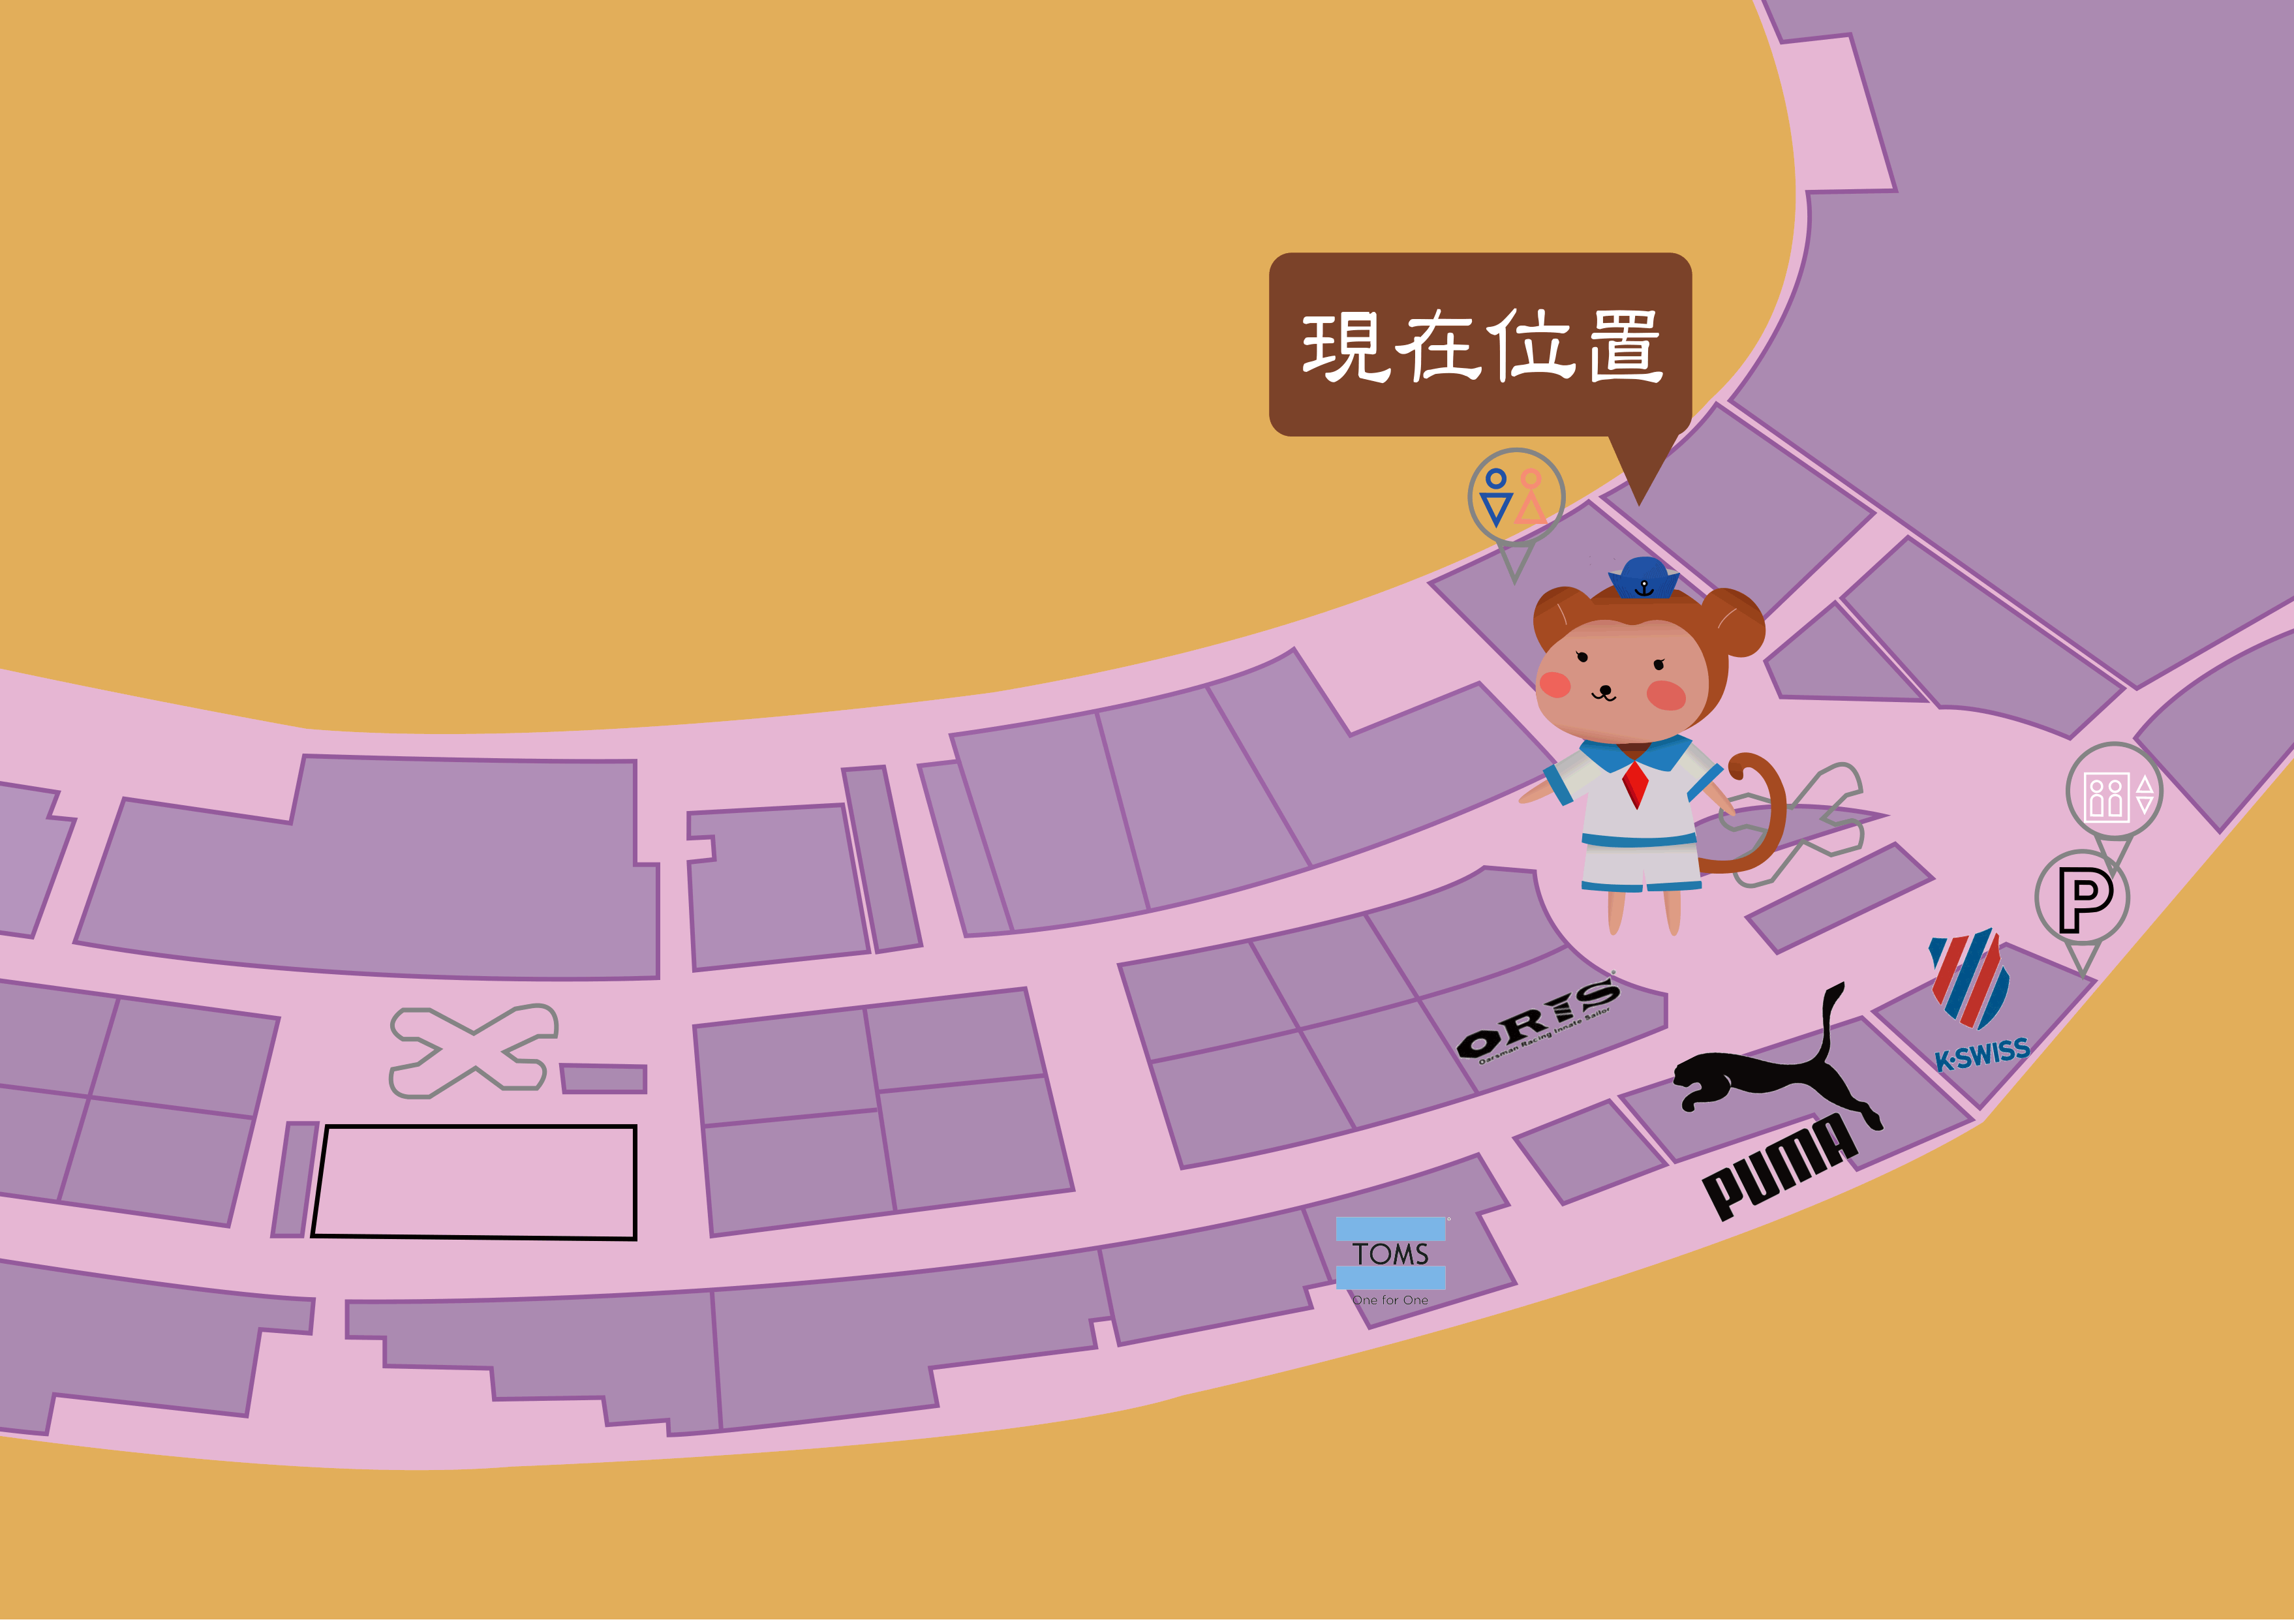 現在位置
P
ORIS
Oarsman Racing Innate Sailor
K·SWISS
PUMA
TOMS
One for One